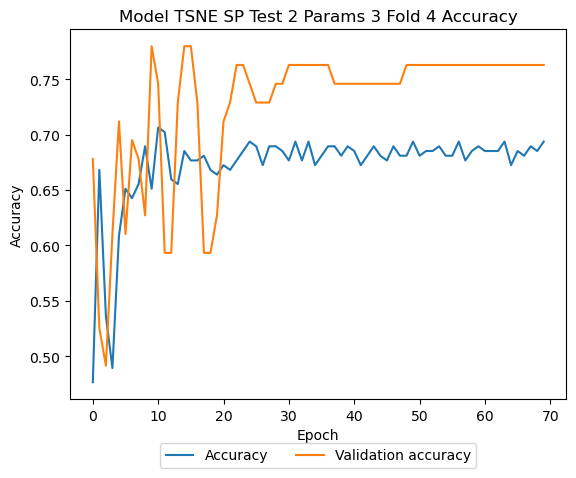 Model TSNE SP Test 2 Params 3 Fold 4 Accuracy
0.75
0.70
0.65
0.60
0.55
0.50
Accuracy
0 10 20 30 40 50 60 70
Epoch
Accuracy Validation accuracy